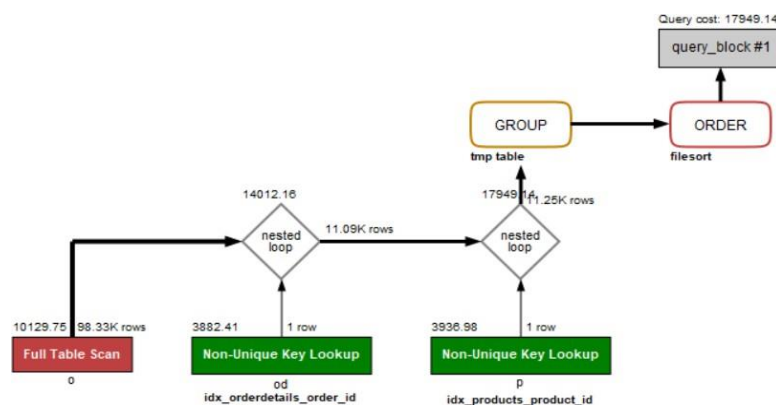 Query cost: 17949.14
query_block #1
GROUP
ORDER
tmp table
filesort
14012.16
17949.14
11.25K rows
nested
loop
11.09K rows
nested
loop
10129.75
98.33K rows
3882.41
1 row
3936.98
1 row
Full Table Scan
Non-Unique Key Lookup
Non-Unique Key Lookup
o
od
p
idx_orderdetails_order_id
idx_products_product_id